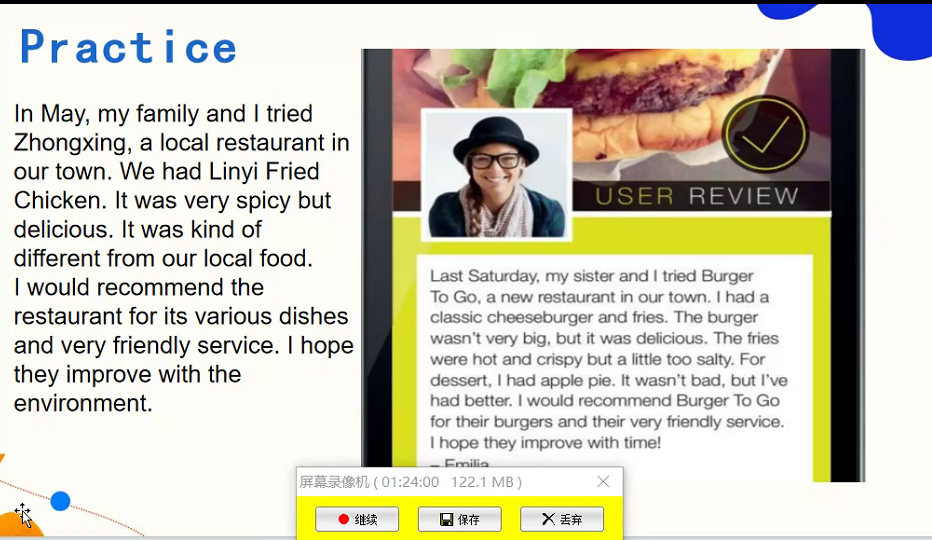 Practice
In May, my family and I tried
Zhongxing, a local restaurant in
our town. We had Linyi Fried
Chicken. It was very spicy but
delicious. It was kind of
different from our local food.
I would recommend the
restaurant for its various dishes
and very friendly service. I hope
they improve with the
environment.
USER REVIEW
Last Saturday, my sister and I tried Burger
To Go, a new restaurant in our town. I had a
classic cheeseburger and fries. The burger
wasn't very big, but it was delicious. The fries
were hot and crispy but a little too salty. For
dessert, I had apple pie. It wasn't bad, but I've
had better. I would recommend Burger To Go
for their burgers and their very friendly service.
I hope they improve with time!
– Emilia
屏幕录像机 ( 01:24:00 122.1 MB )
继续 保存 丢弃